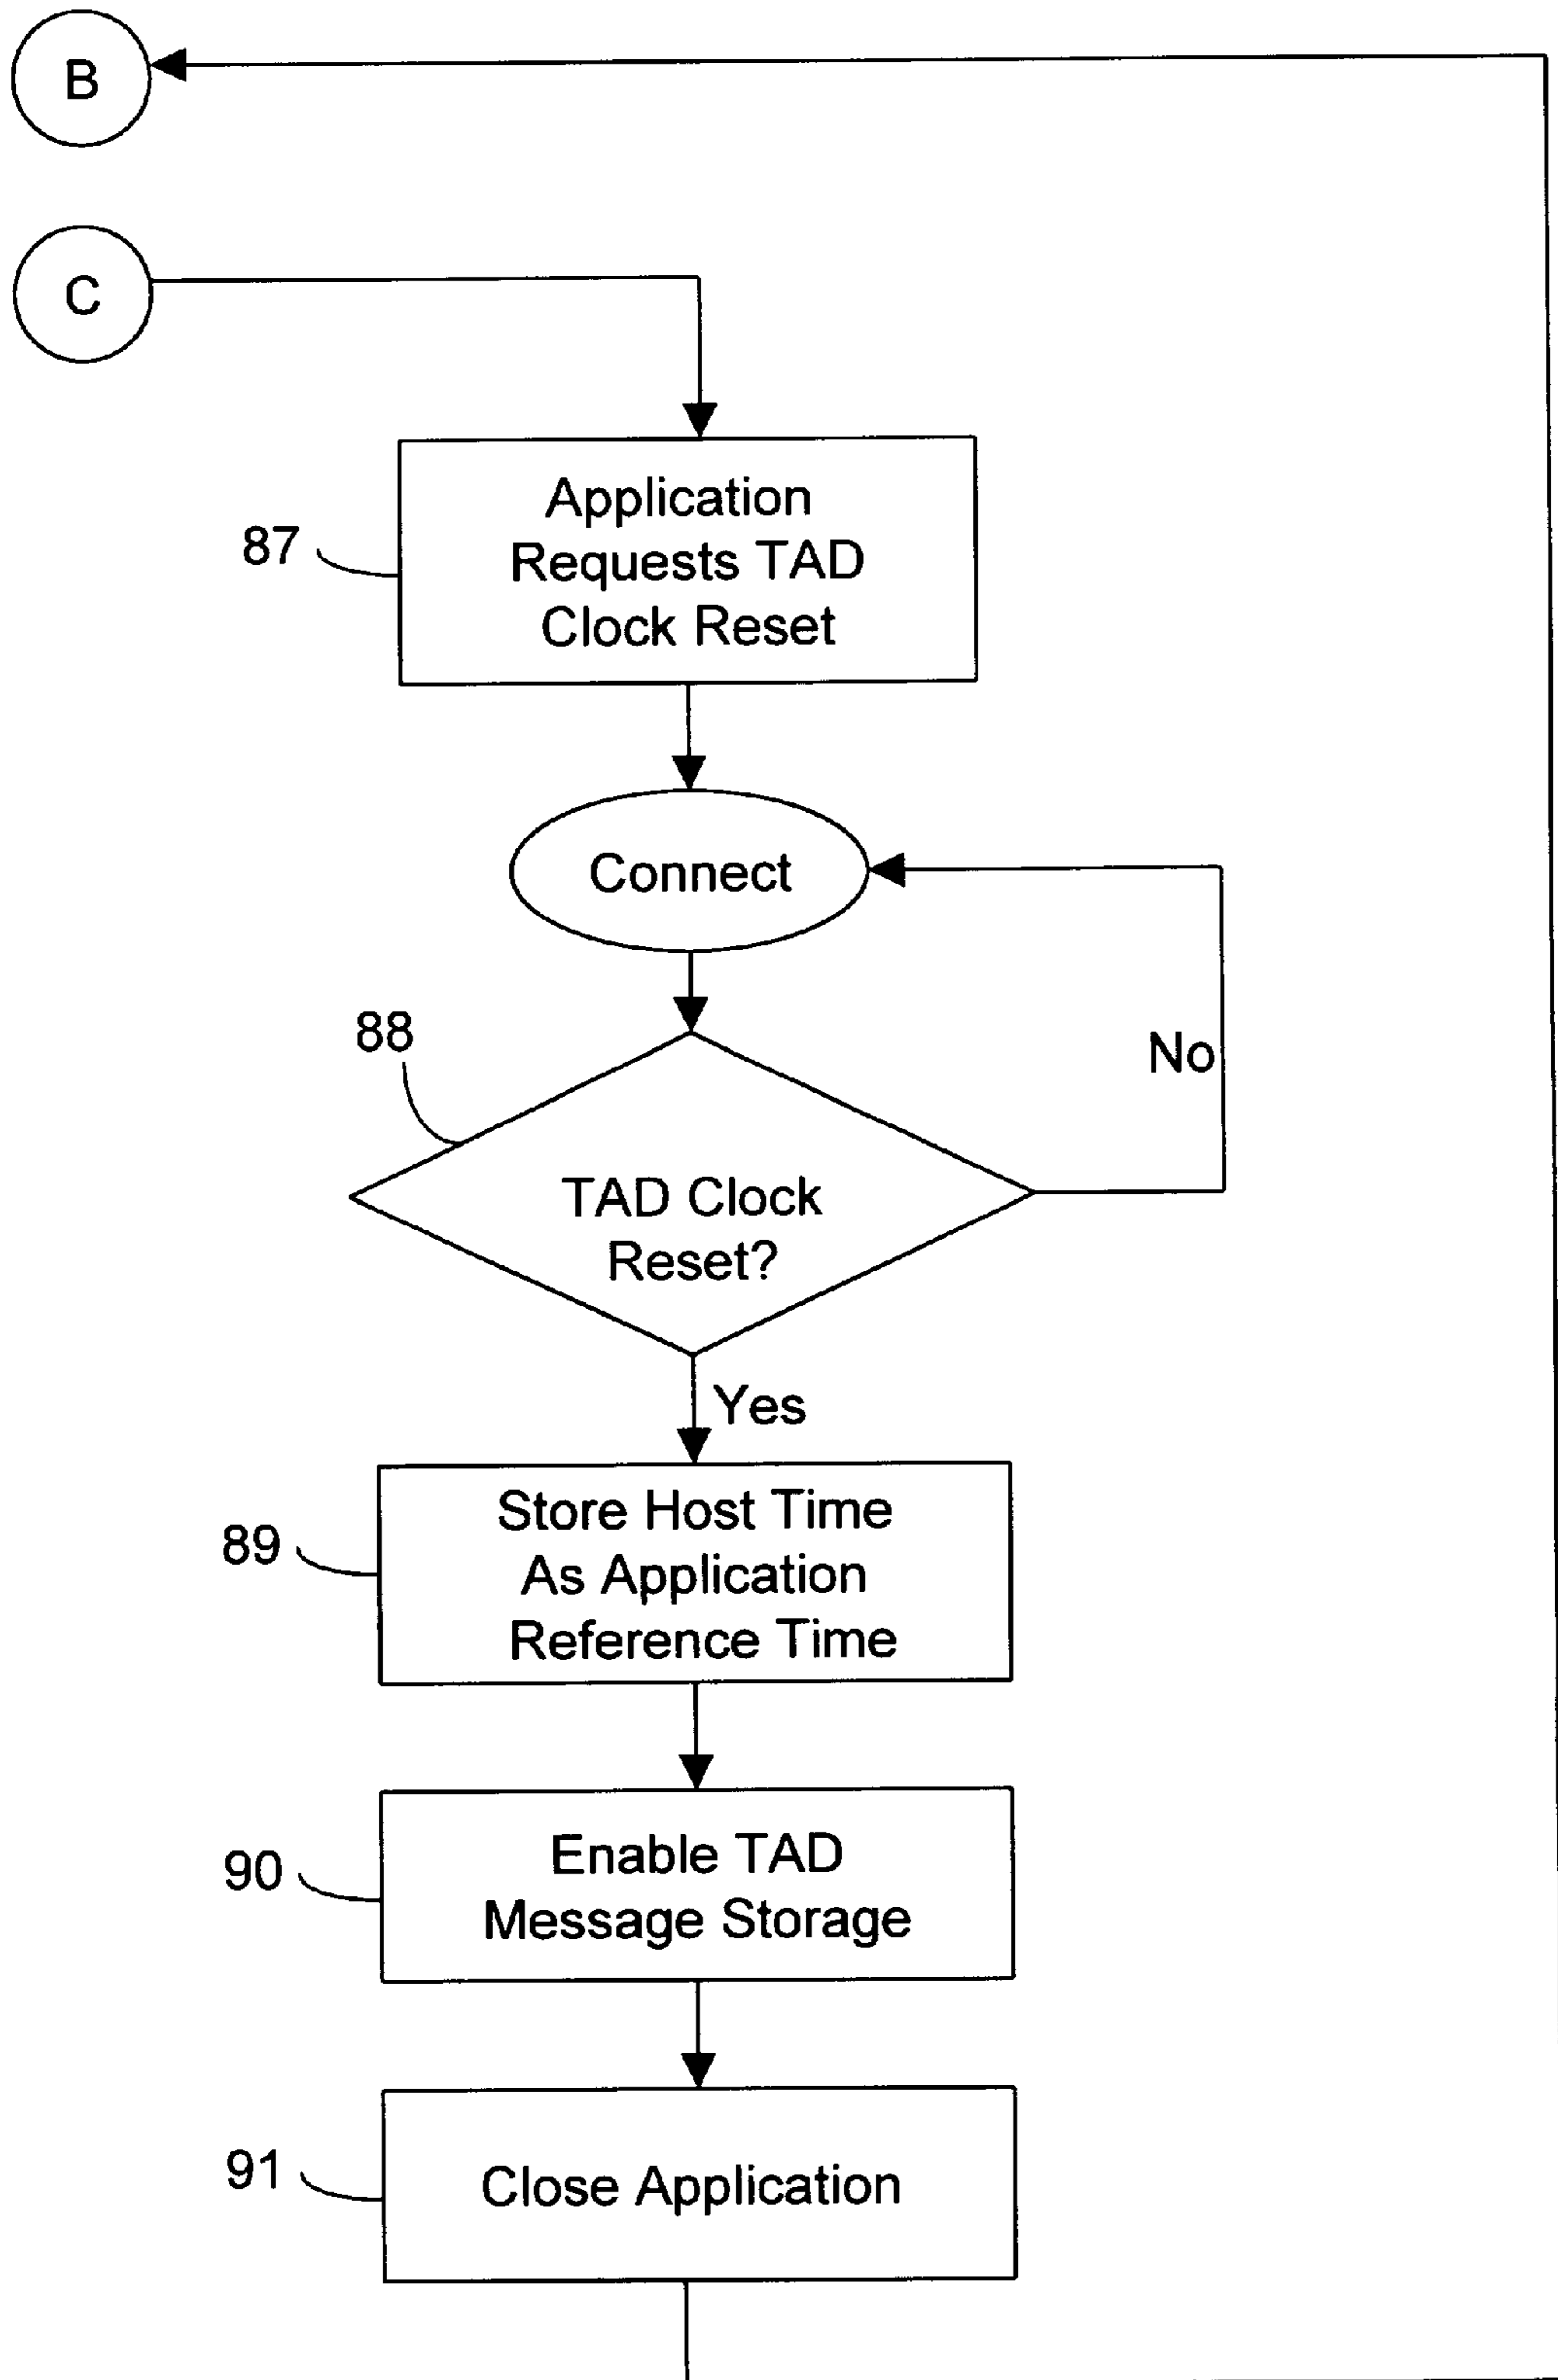 B
C
87
Application
Requests TAD
Clock Reset
Connect
88
No
TAD Clock
Reset?
Yes
89
Store Host Time
As Application
Reference Time
90
Enable TAD
Message Storage
91
Close Application